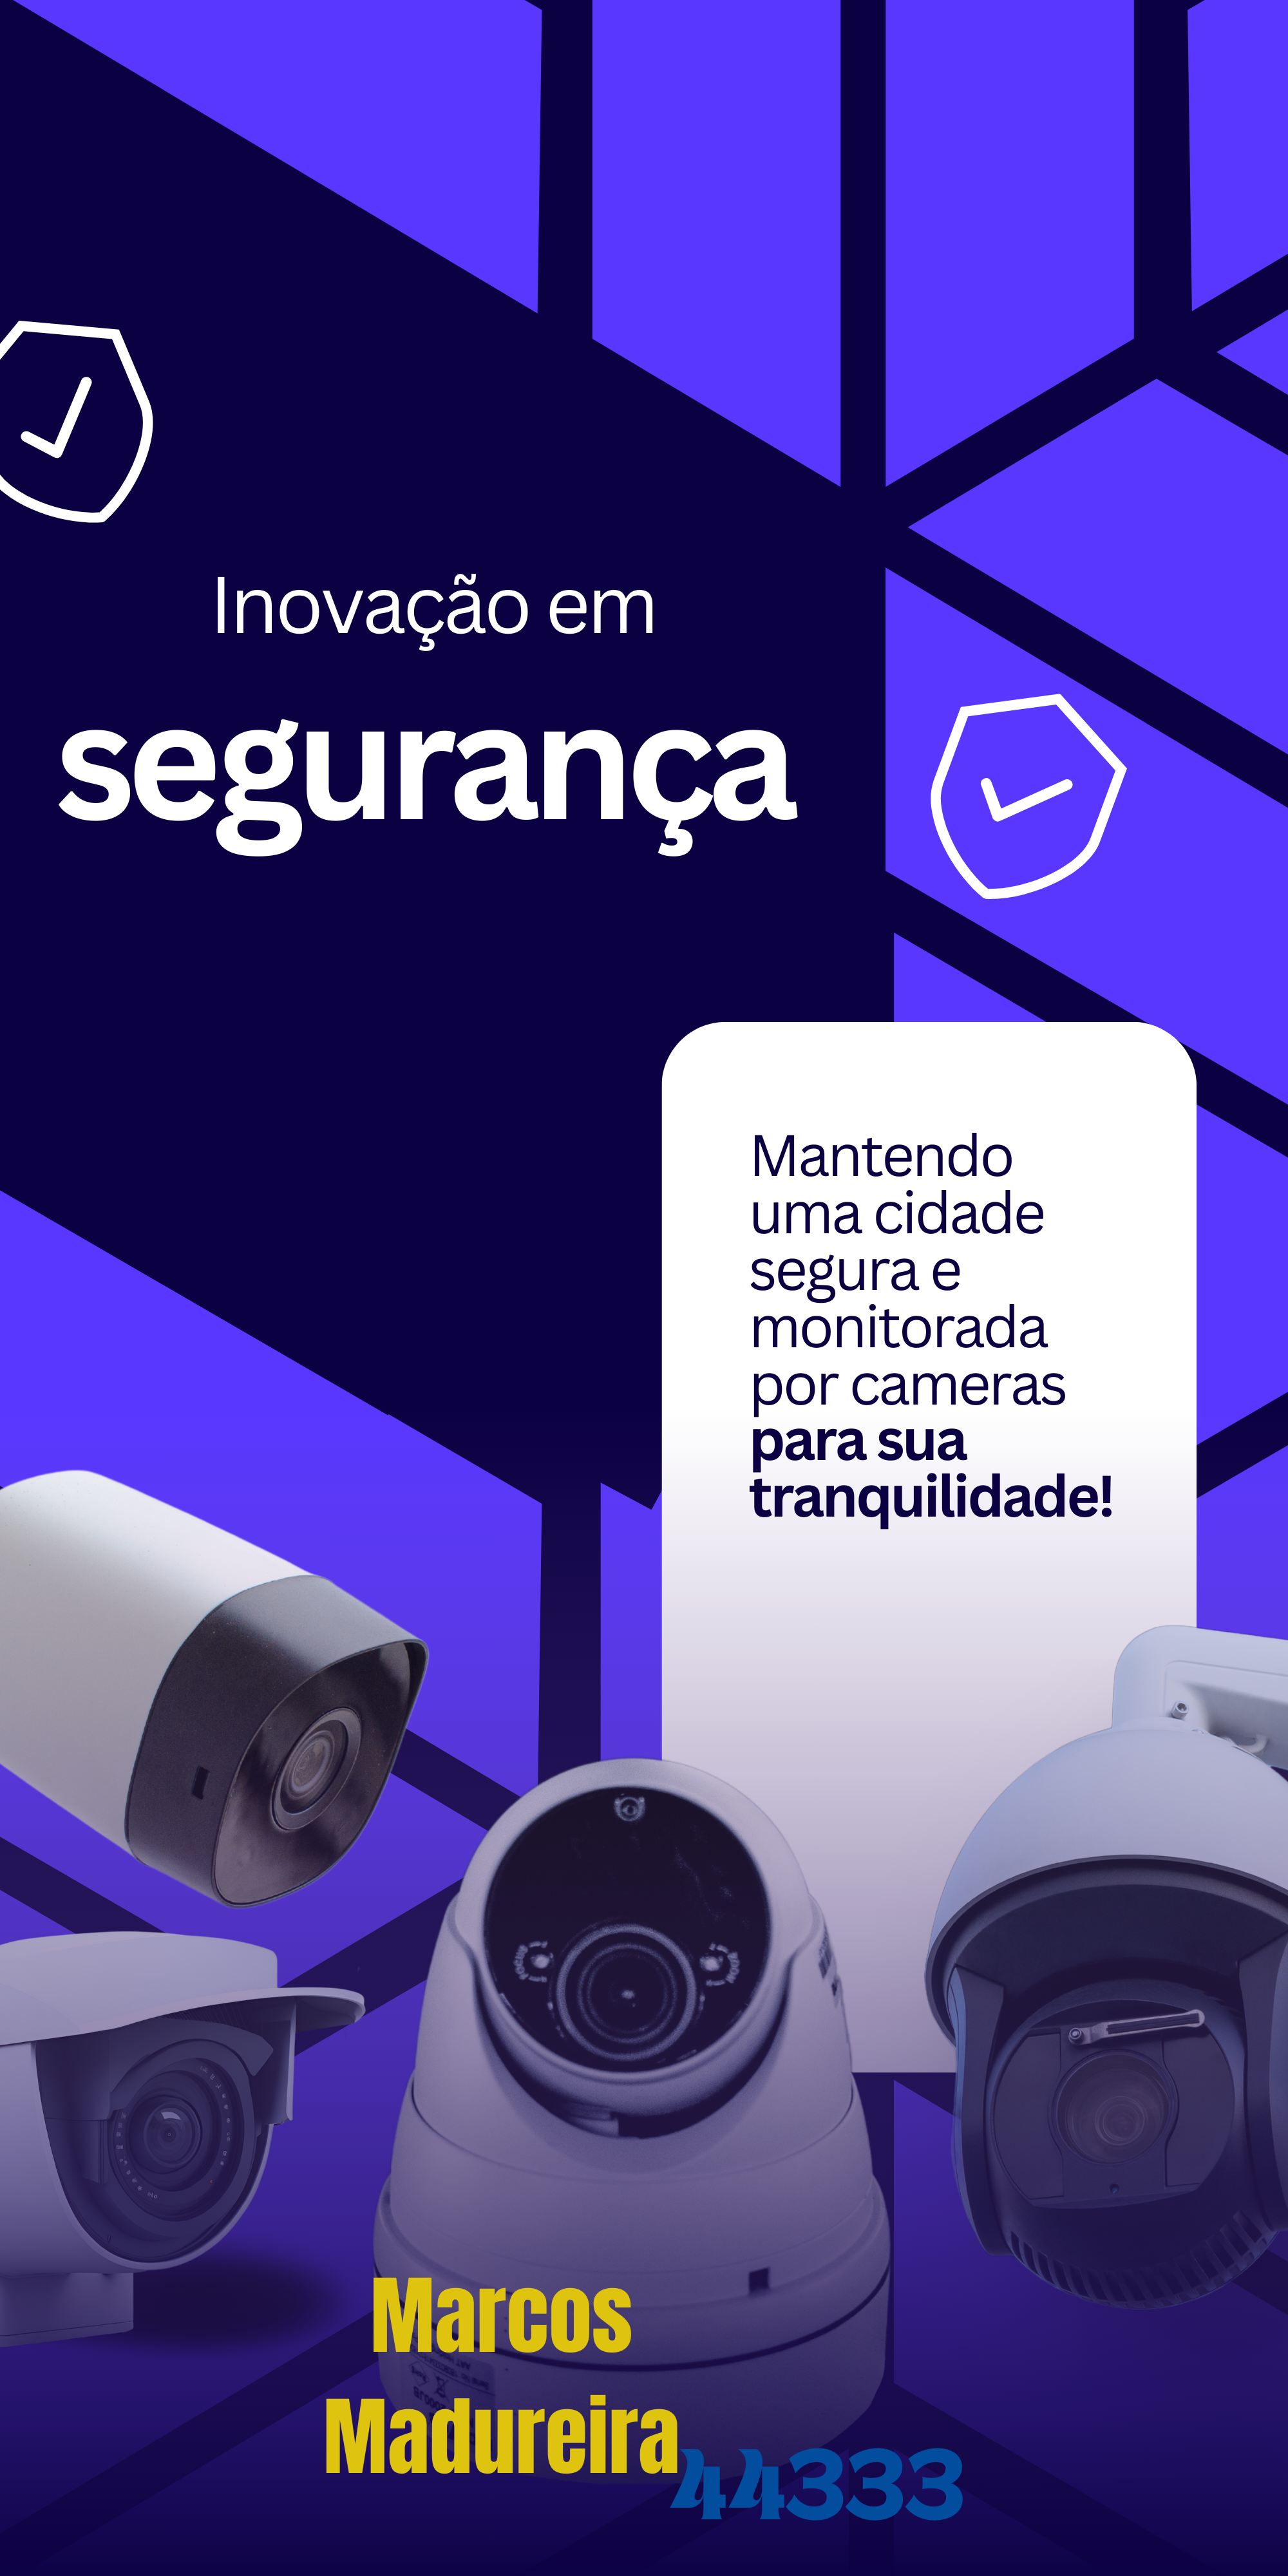 Inovação em
segurança
Mantendo
uma cidade
segura e
monitorada
por cameras
para sua
tranquilidade!
Marcos
Madureira
44333